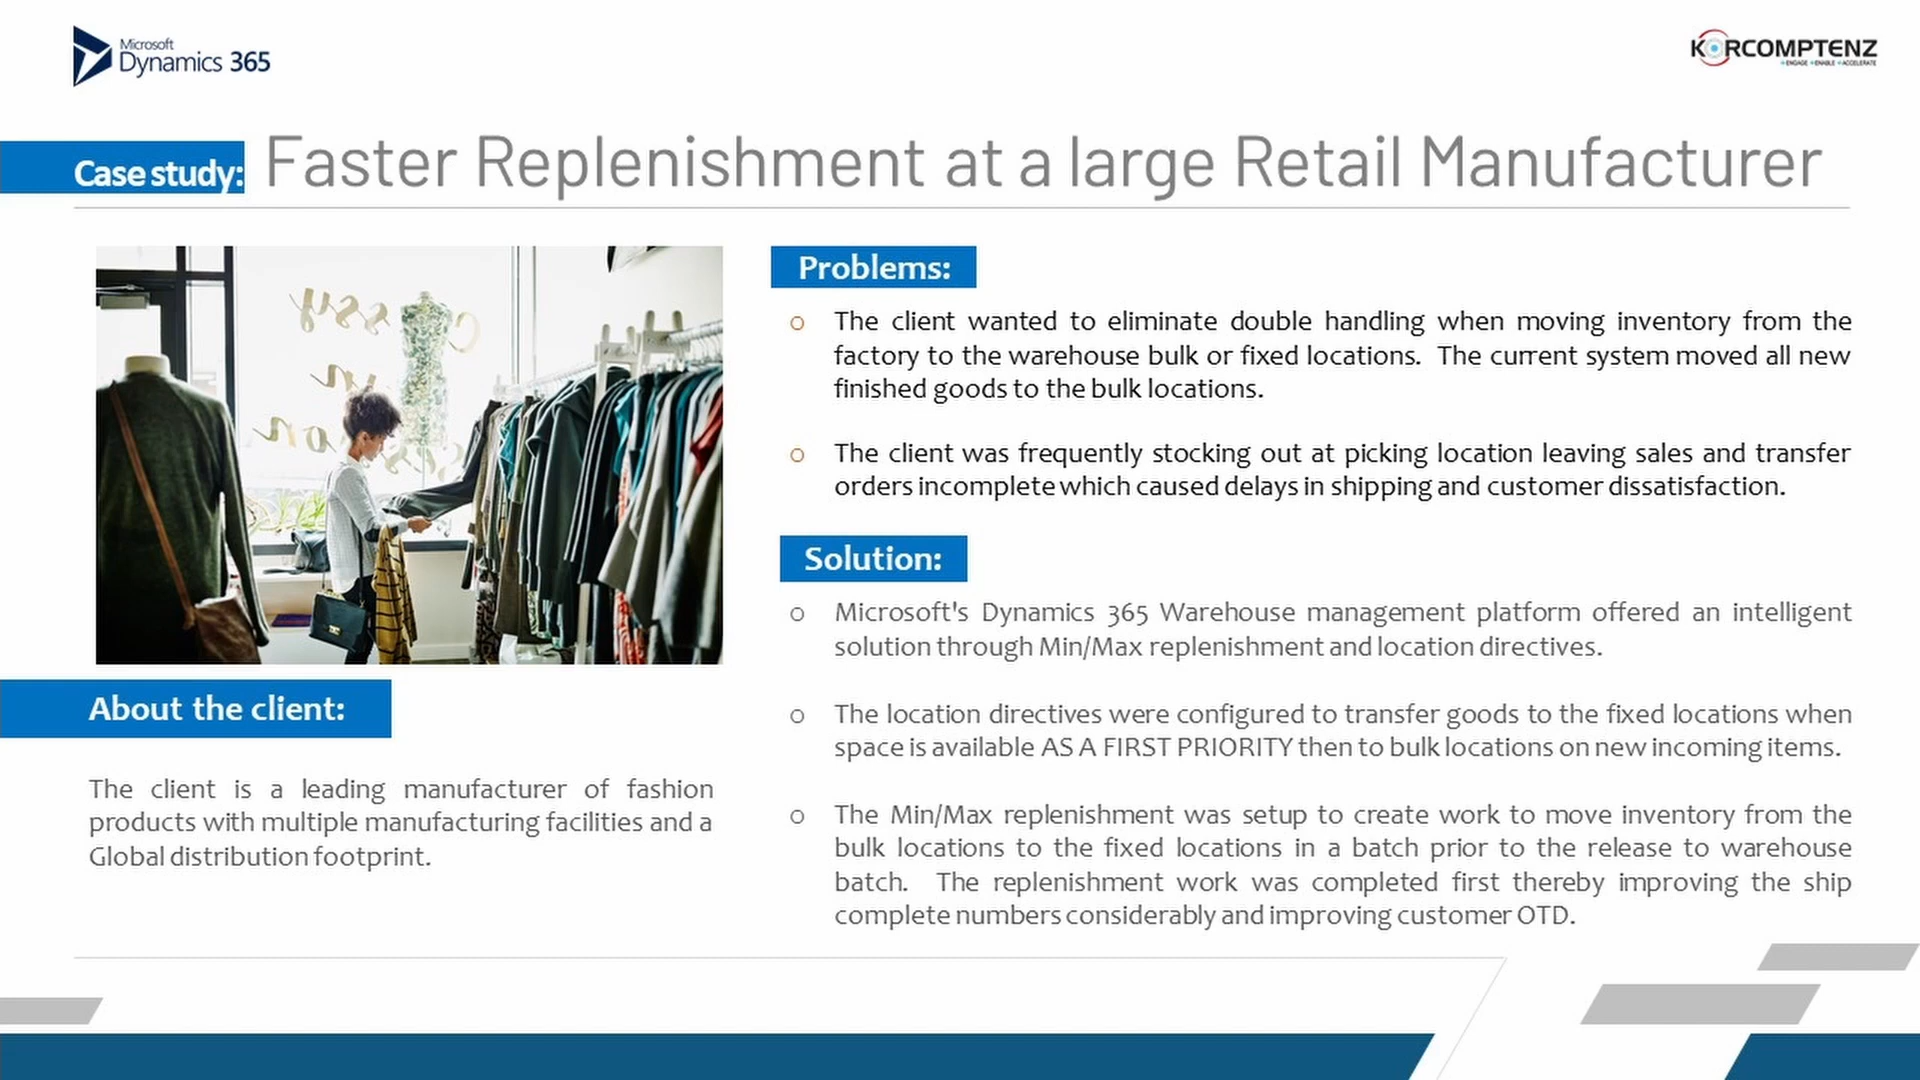 Microsoft
Dynamics 365
KORCOMPTENZ
ENGAGE ENABLE ACCELERATE
Case study: Faster Replenishment at a large Retail Manufacturer
Problems:
o The client wanted to eliminate double handling when moving inventory from the
factory to the warehouse bulk or fixed locations. The current system moved all new
finished goods to the bulk locations.
o The client was frequently stocking out at picking location leaving sales and transfer
orders incomplete which caused delays in shipping and customer dissatisfaction.
Solution:
o Microsoft's Dynamics 365 Warehouse management platform offered an intelligent
solution through Min/Max replenishment and location directives.
o The location directives were configured to transfer goods to the fixed locations when
space is available AS A FIRST PRIORITY then to bulk locations on new incoming items.
o The Min/Max replenishment was setup to create work to move inventory from the
bulk locations to the fixed locations in a batch prior to the release to warehouse
batch. The replenishment work was completed first thereby improving the ship
complete numbers considerably and improving customer OTD.
About the client:
The client is a leading manufacturer of fashion
products with multiple manufacturing facilities and a
Global distribution footprint.